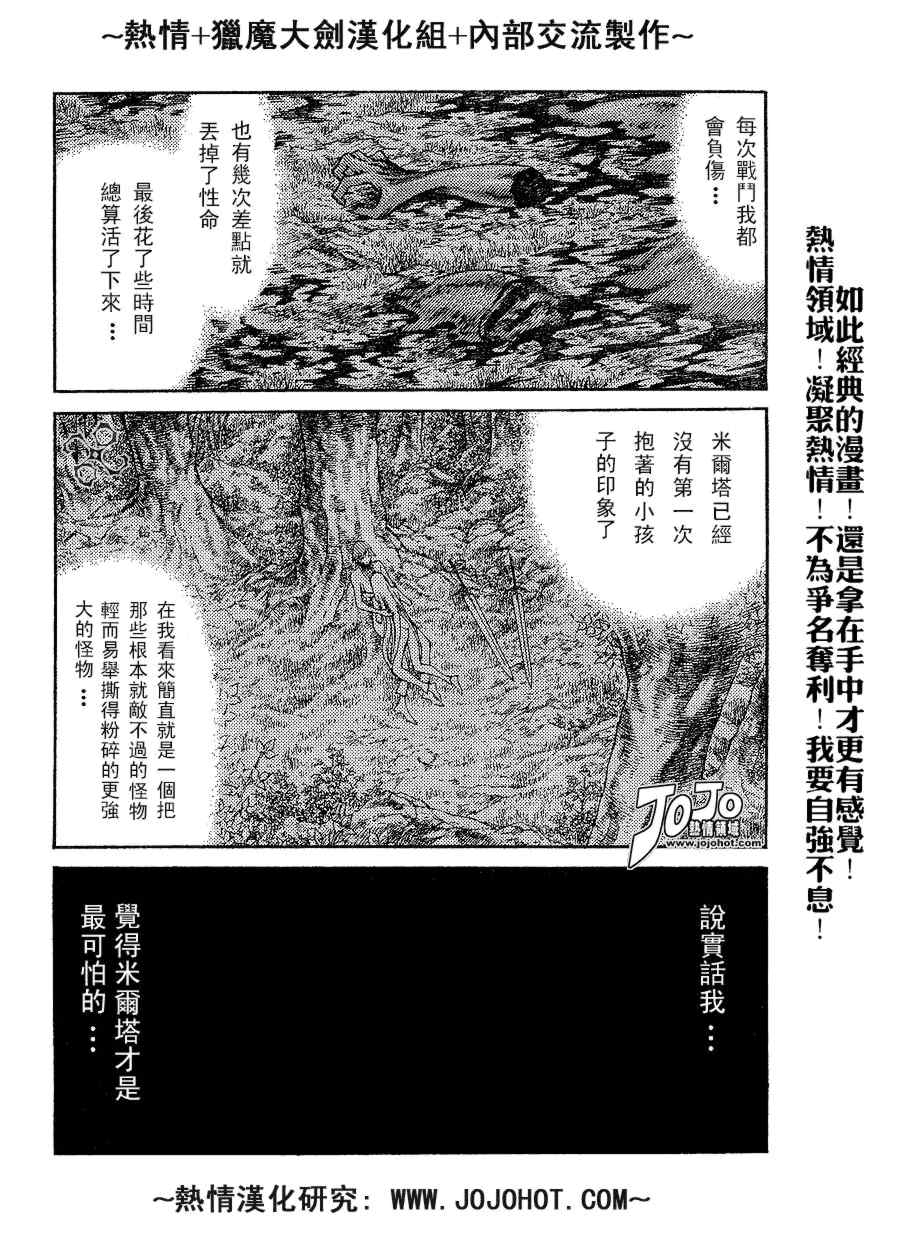 ~熱情+獵魔大劍漢化組+內部交流製作~
每次戰鬥我都
會負傷…
也有幾次差點就
丟掉了性命
最後花了些時間
總算活了下來…
米爾塔已經
沒有第一次
抱著的小孩
子的印象了
在我看來簡直就是一個把
那些根本就敵不過的怪物
輕而易舉撕得粉碎的更強
大的怪物…
JOJO
熱情領域
www.jojohot.com
說實話我…
覺得米爾塔才是
最可怕的…
如此經典的漫畫!還是拿在手中才更有感覺!
熱情領域!凝聚熱情!不為爭名奪利!我要自強不息!
~熱情漢化研究: WWW.JOJOHOT.COM~